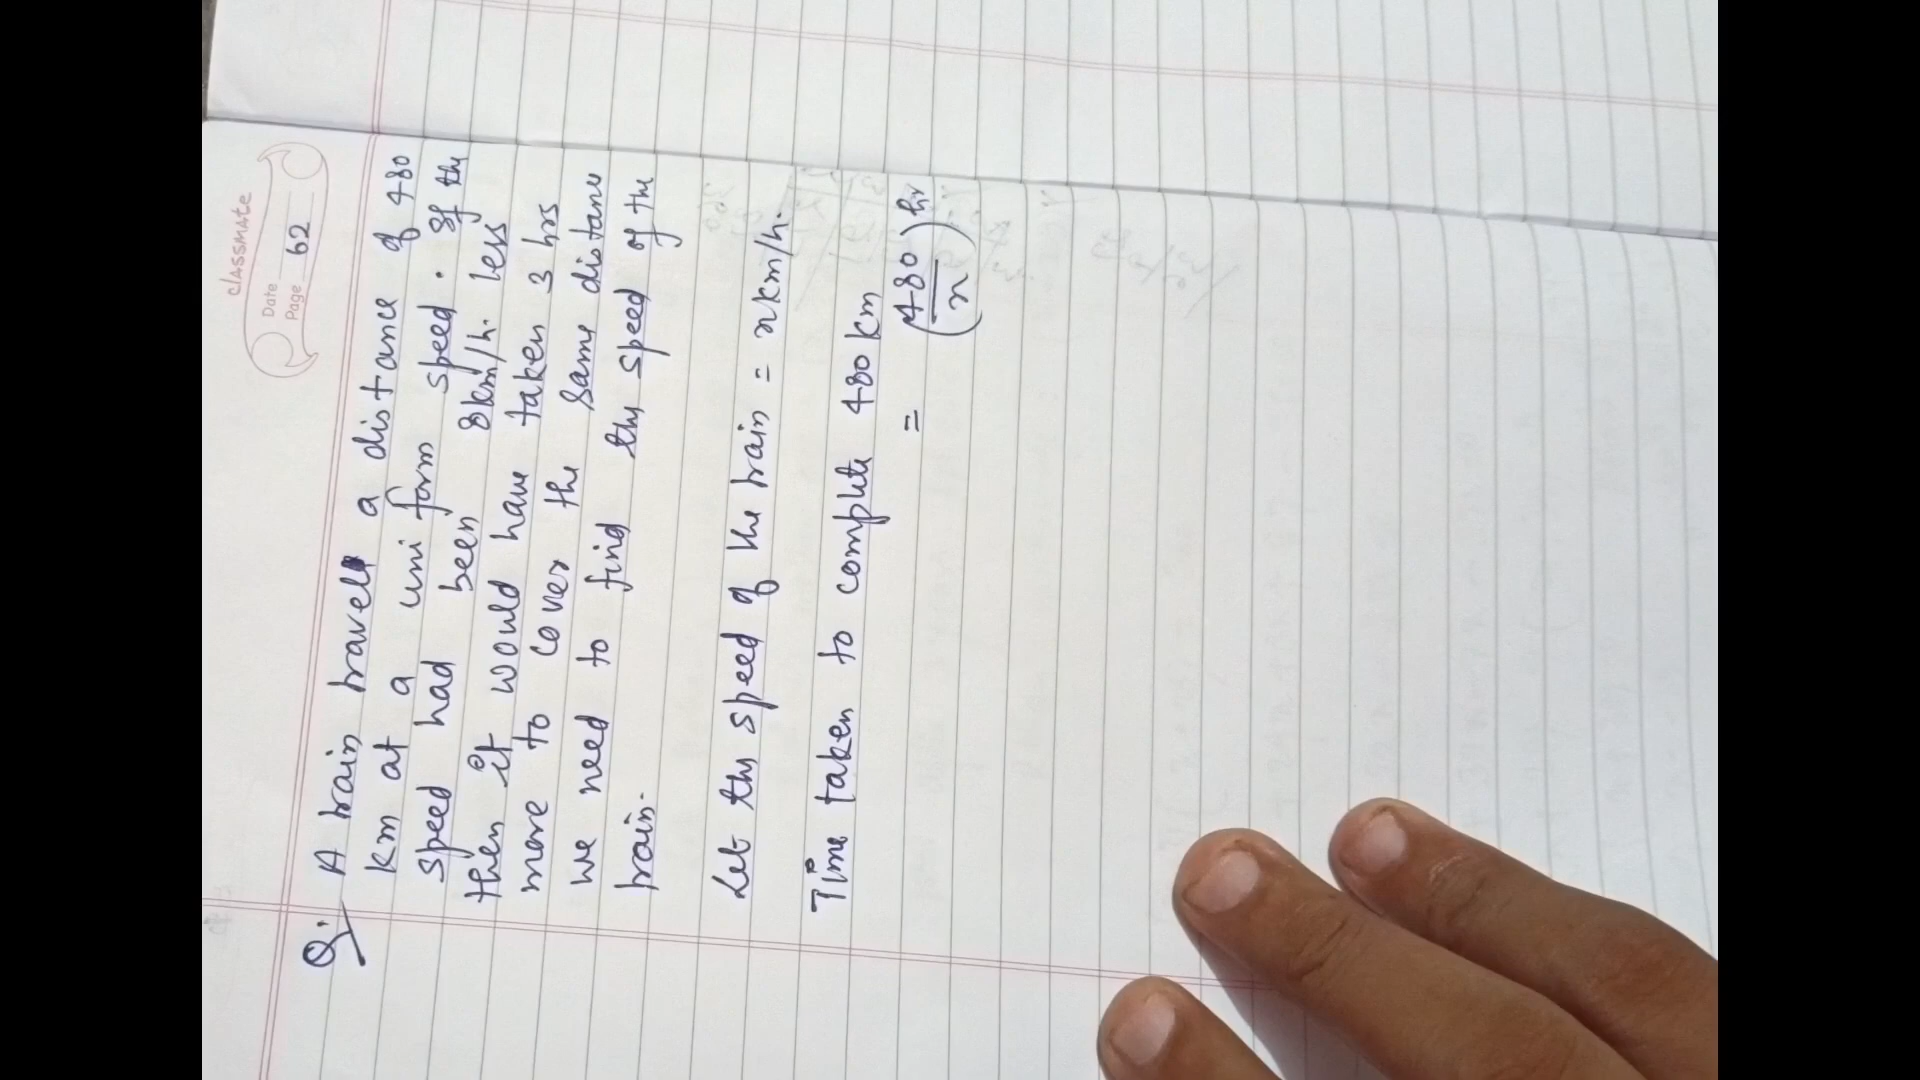 classmate
Date
Page 62
Q. A train travels a distance of 480
km at a uniform speed. If the
speed had been 8km/h. less
then it would have taken 3 hrs
more to cover the same distance
we need to find the speed of the
train.
Let the speed of the train = x km/h.
Time taken to complete 480 km
= (480/x) hr